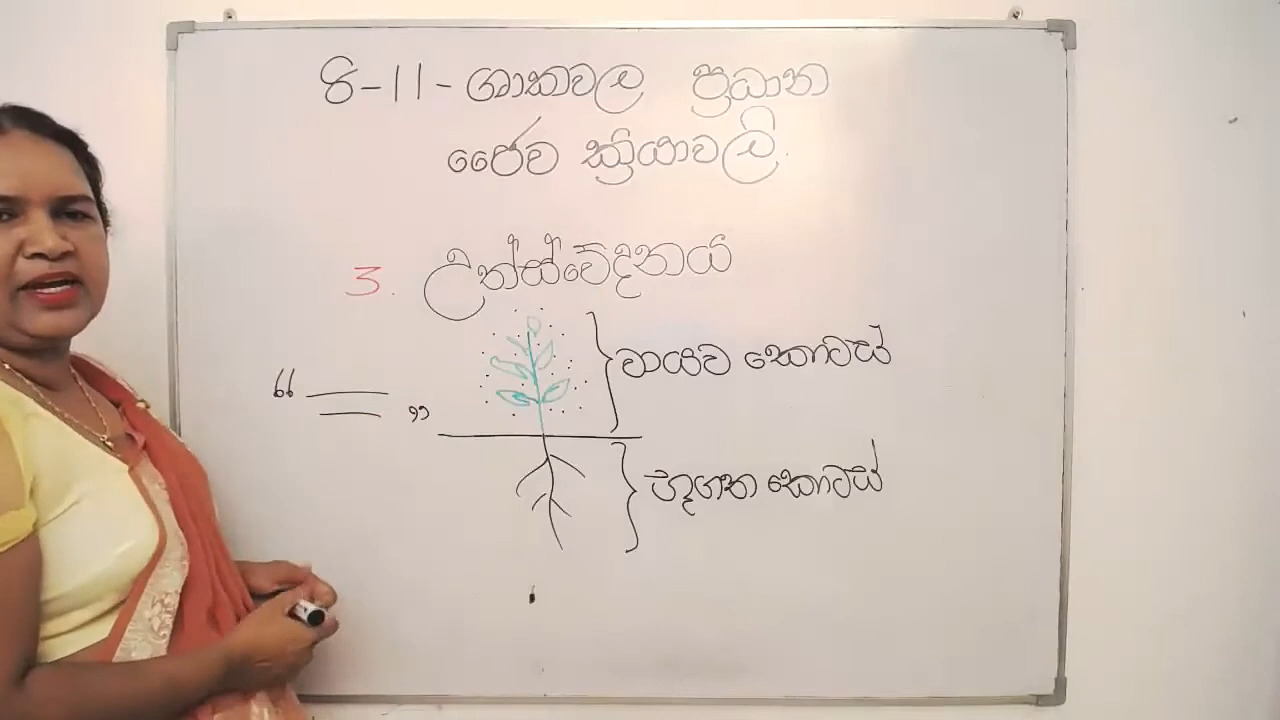 8-11- ශාකවල ප්‍රධාන
ජෛව ක්‍රියාවලි.
3. උත්ස්වේදනය
වායව කොටස්
"
"
භූගත කොටස්